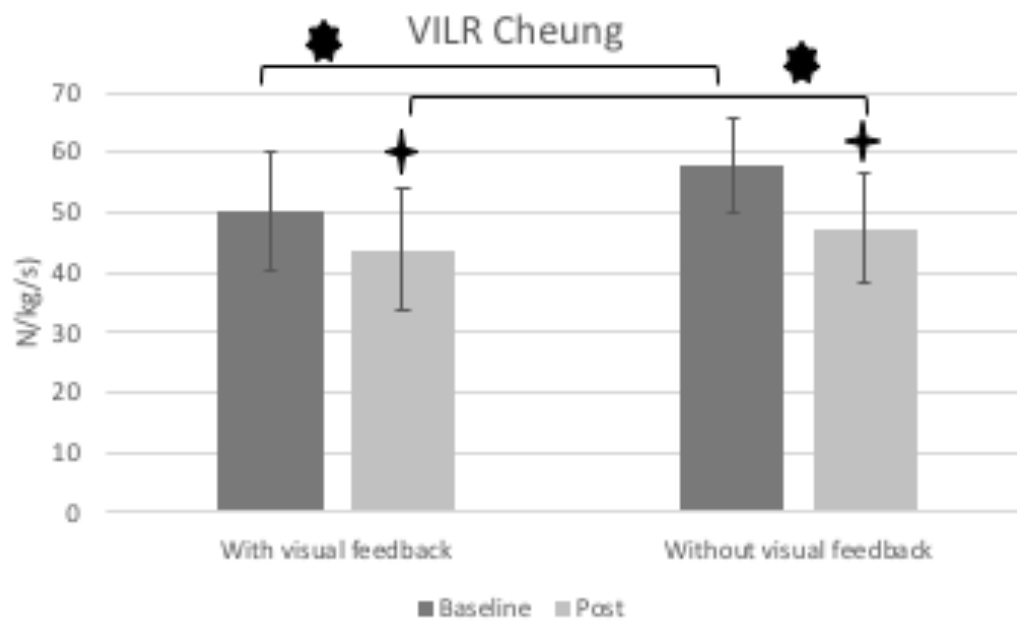 VILR Cheung
70
60
50
40
30
20
10
0
N/kg/s)
With visual feedback
Without visual feedback
Baseline
Post